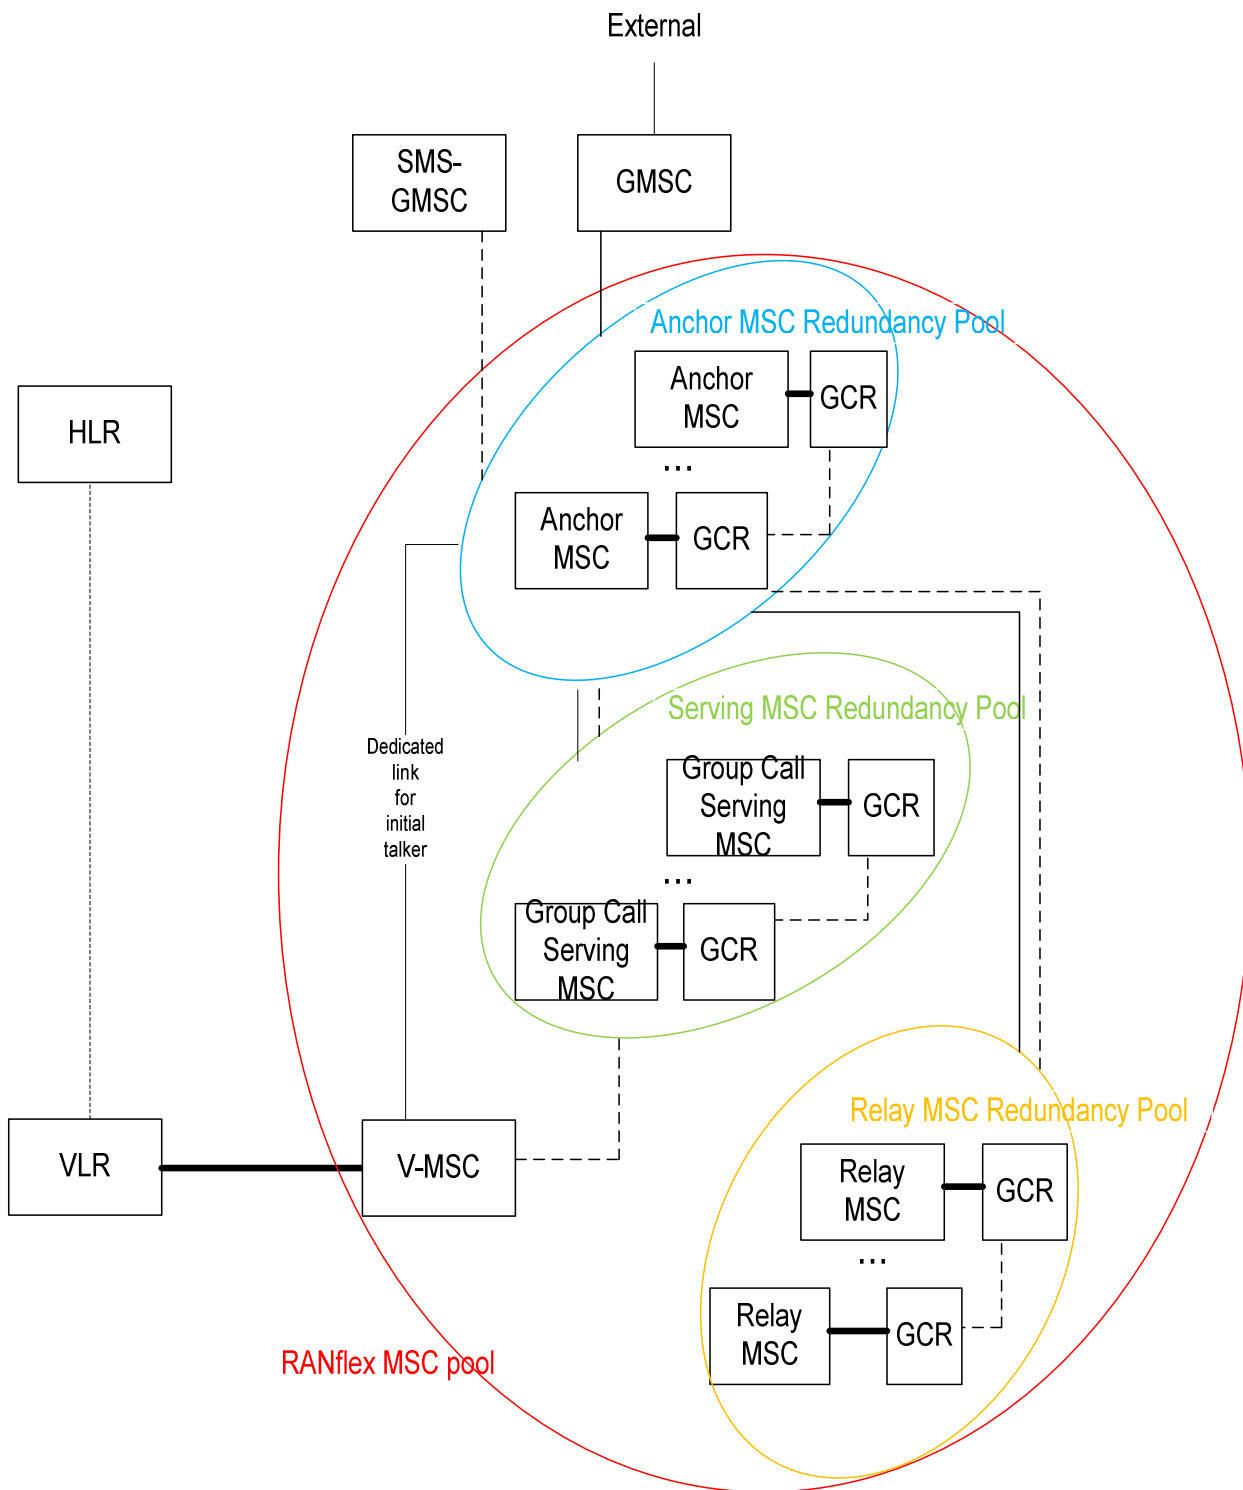 External
SMS-
GMSC
GMSC
Anchor MSC Redundancy Pool
Anchor
MSC
GCR
...
HLR
Anchor
MSC
GCR
Serving MSC Redundancy Pool
Dedicated
link
for
initial
talker
Group Call
Serving
MSC
GCR
...
Group Call
Serving
MSC
GCR
Relay MSC Redundancy Pool
VLR
V-MSC
Relay
MSC
GCR
...
Relay
MSC
GCR
RANflex MSC pool